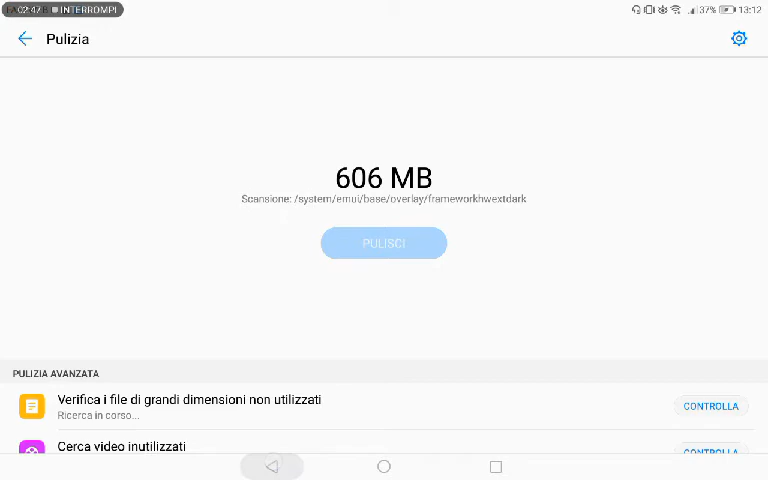 02:47 INTERROMPI
37% 13:12
Pulizia
606 MB
Scansione: /system/emui/base/overlay/frameworkhwextdark
PULISCI
PULIZIA AVANZATA
Verifica i file di grandi dimensioni non utilizzati
Ricerca in corso...
CONTROLLA
Cerca video inutilizzati
CONTROLLA